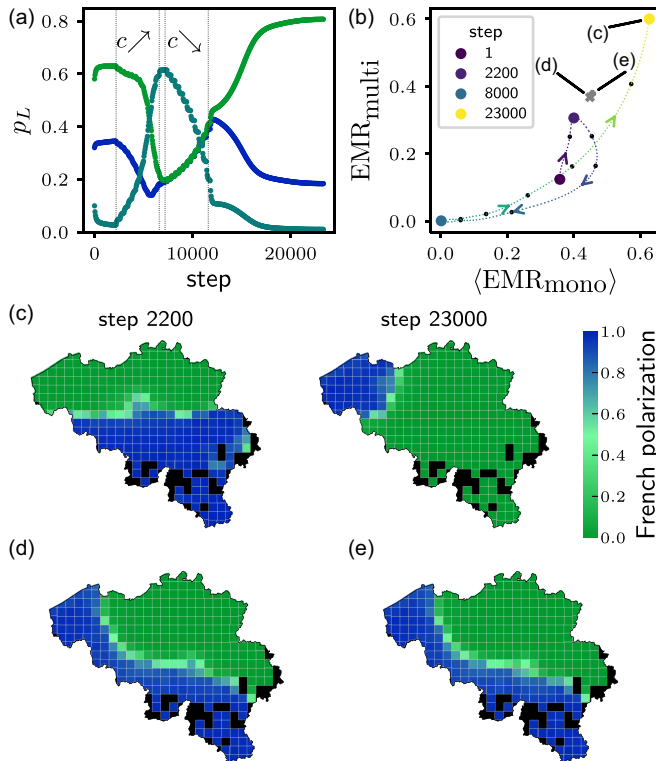 (a)
(b)
0.8
0.6
0.4
0.2
0.0
p_L
c ↗ c ↘
0 10000 20000
step
0.6
0.4
0.2
0.0
EMR_multi
step
1
2200
8000
23000
(c)
(d)
(e)
0.0 0.2 0.4 0.6
⟨EMR_mono⟩
(c)
step 2200
step 23000
1.0
0.8
0.6
0.4
0.2
0.0
French polarization
(d)
(e)